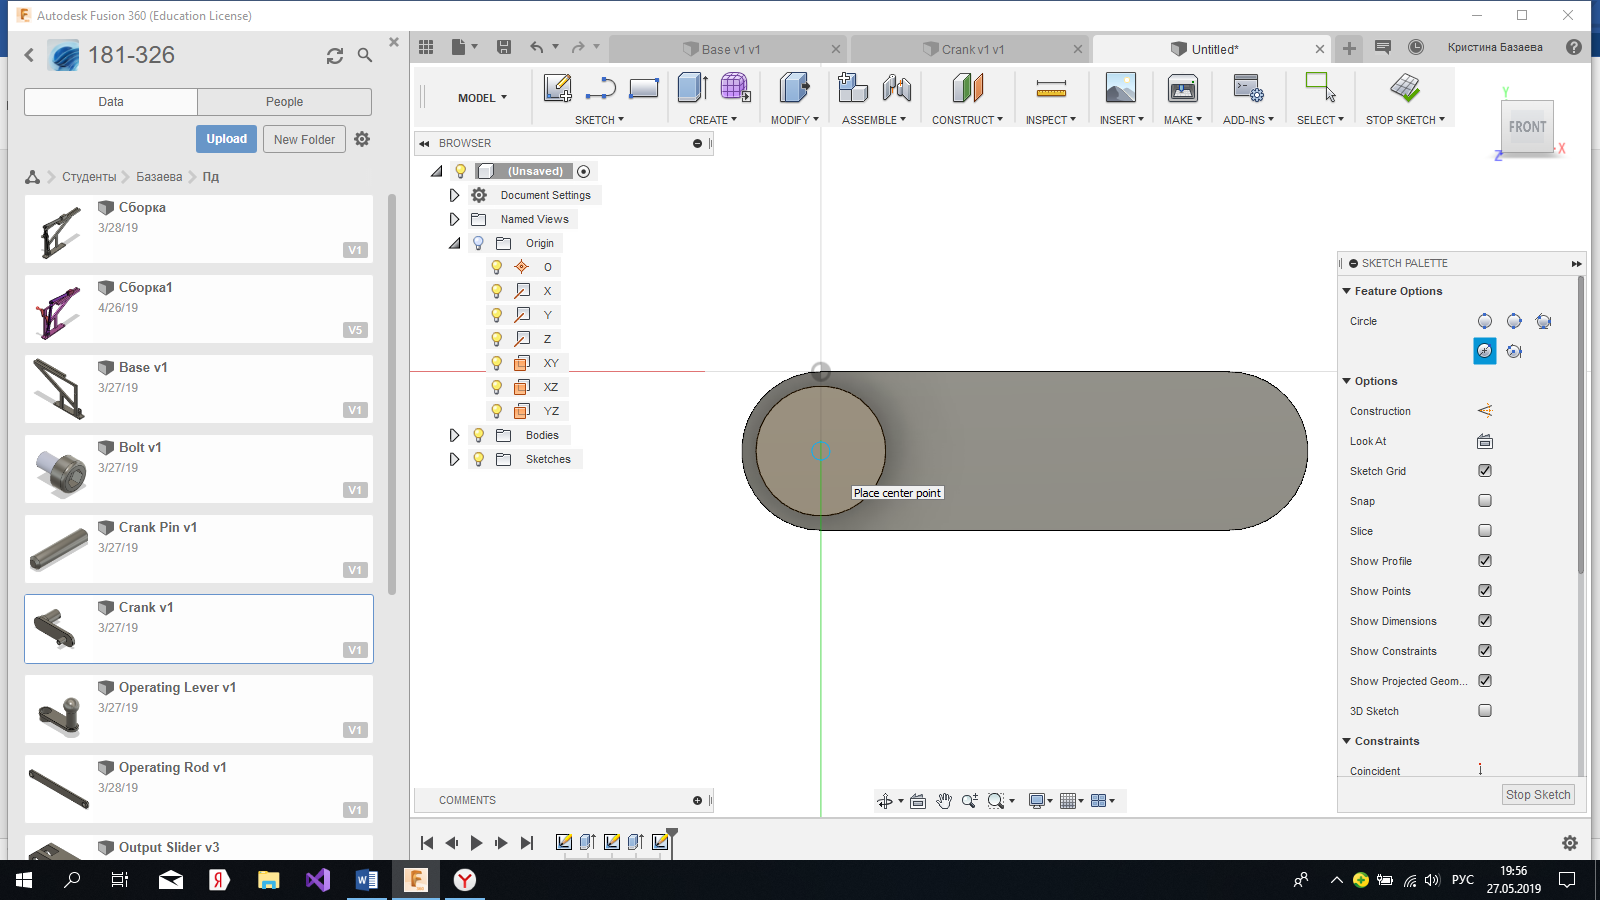 Autodesk Fusion 360 (Education License)
181-326
Data
People
Upload
New Folder
Студенты
Базаева
Пд
Сборка
3/28/19
V1
Сборка1
4/26/19
V5
Base v1
3/27/19
V1
Bolt v1
3/27/19
V1
Crank Pin v1
3/27/19
V1
Crank v1
3/27/19
V1
Operating Lever v1
3/27/19
V1
Operating Rod v1
3/28/19
V1
Output Slider v3
Base v1 v1
Crank v1 v1
Untitled*
Кристина Базаева
MODEL
SKETCH
CREATE
MODIFY
ASSEMBLE
CONSTRUCT
INSPECT
INSERT
MAKE
ADD-INS
SELECT
STOP SKETCH
BROWSER
(Unsaved)
Document Settings
Named Views
Origin
O
X
Y
Z
XY
XZ
YZ
Bodies
Sketches
Y
FRONT
Z
X
Place center point
SKETCH PALETTE
Feature Options
Circle
Options
Construction
Look At
Sketch Grid
Snap
Slice
Show Profile
Show Points
Show Dimensions
Show Constraints
Show Projected Geom...
3D Sketch
Constraints
Coincident
Stop Sketch
COMMENTS
РУС
19:56
27.05.2019